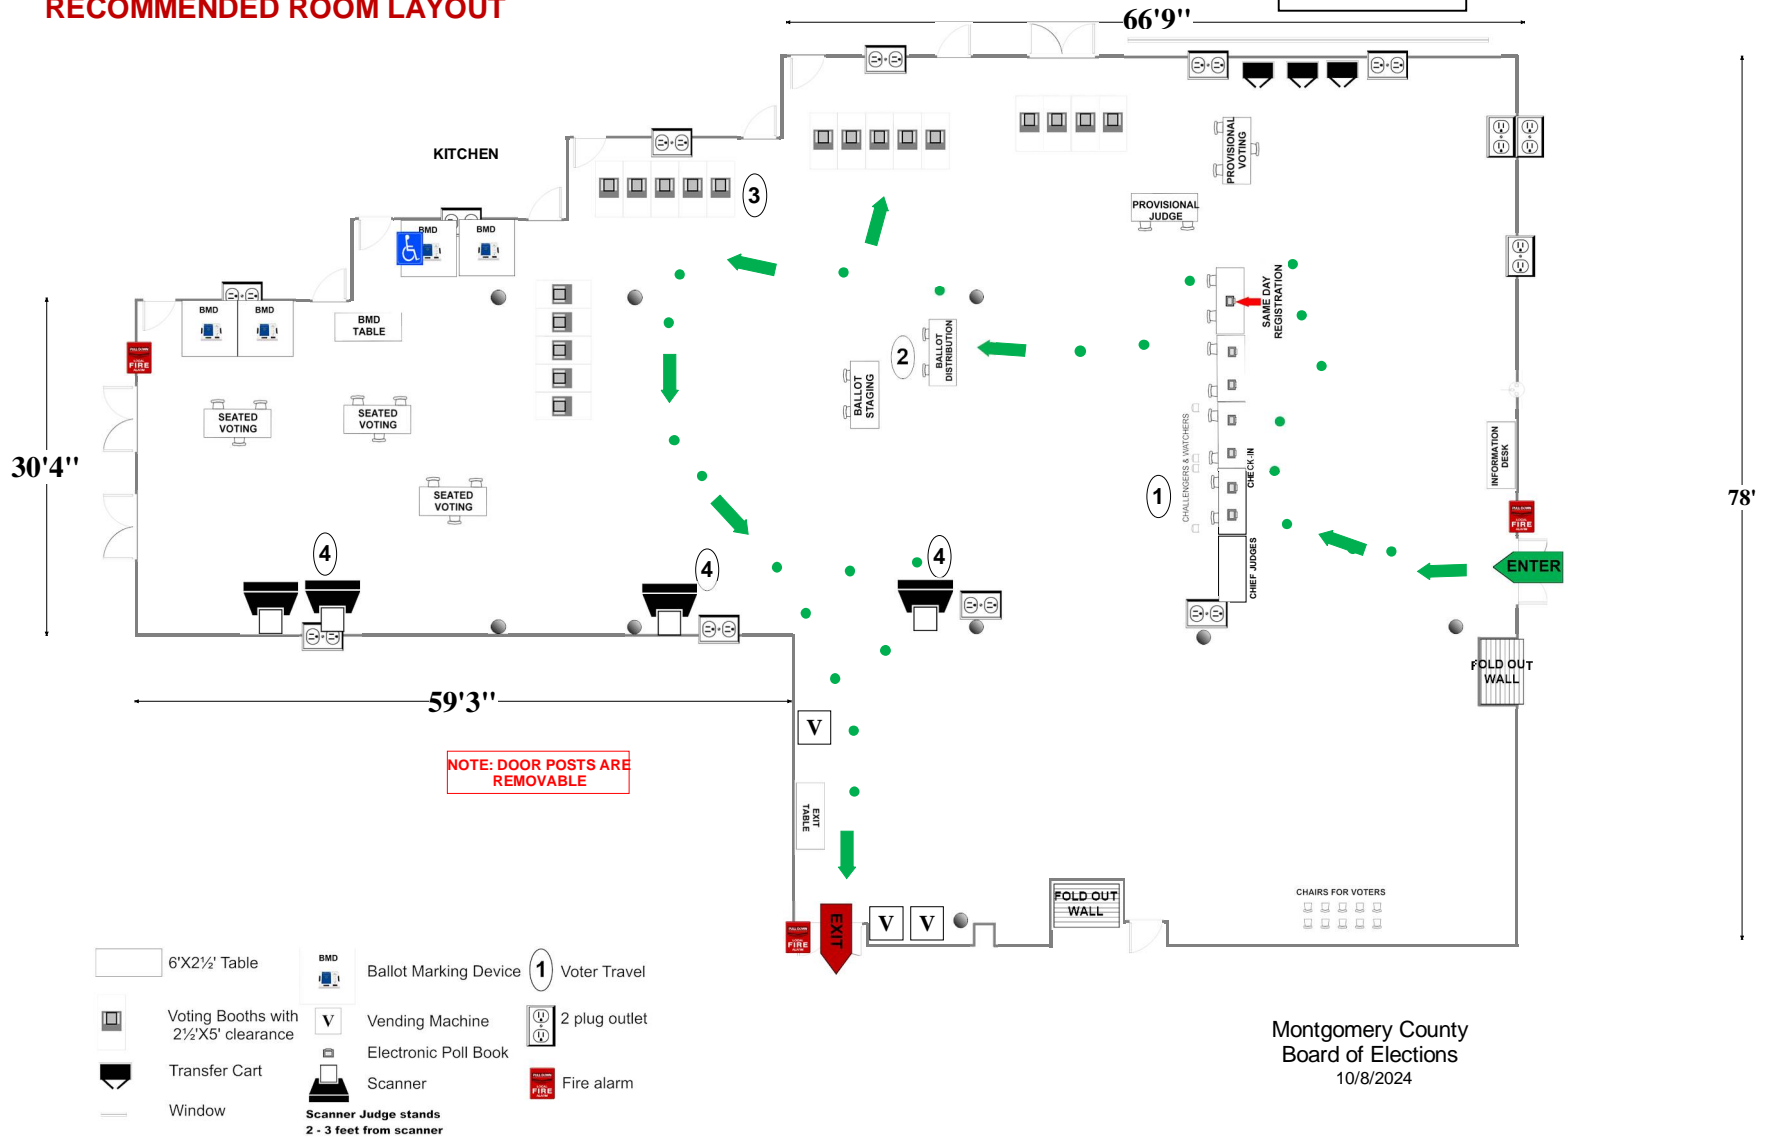 RECOMMENDED ROOM LAYOUT
66'9"
KITCHEN
3
PROVISIONAL
VOTING
PROVISIONAL
JUDGE
BMD
BMD
BMD
BMD
BMD
TABLE
SAME DAY
REGISTRATION
2
BALLOT
DISTRIBUTION
BALLOT
STAGING
FIRE
SEATED
VOTING
SEATED
VOTING
SEATED
VOTING
30'4"
CHALLENGERS & WATCHERS
CHECK-IN
1
INFORMATION
DESK
78'
FIRE
4
4
4
CHIEF JUDGES
ENTER
FOLD OUT
WALL
59'3"
V
NOTE: DOOR POSTS ARE
REMOVABLE
EXIT
TABLE
FOLD OUT
WALL
CHAIRS FOR VOTERS
FIRE
EXIT
V
V
6'X2½' Table
BMD
Ballot Marking Device
1
Voter Travel
Voting Booths with
2½'X5' clearance
V
Vending Machine
2 plug outlet
Electronic Poll Book
Transfer Cart
Scanner
FIRE
Fire alarm
Window
Scanner Judge stands
2 - 3 feet from scanner
Montgomery County
Board of Elections
10/8/2024